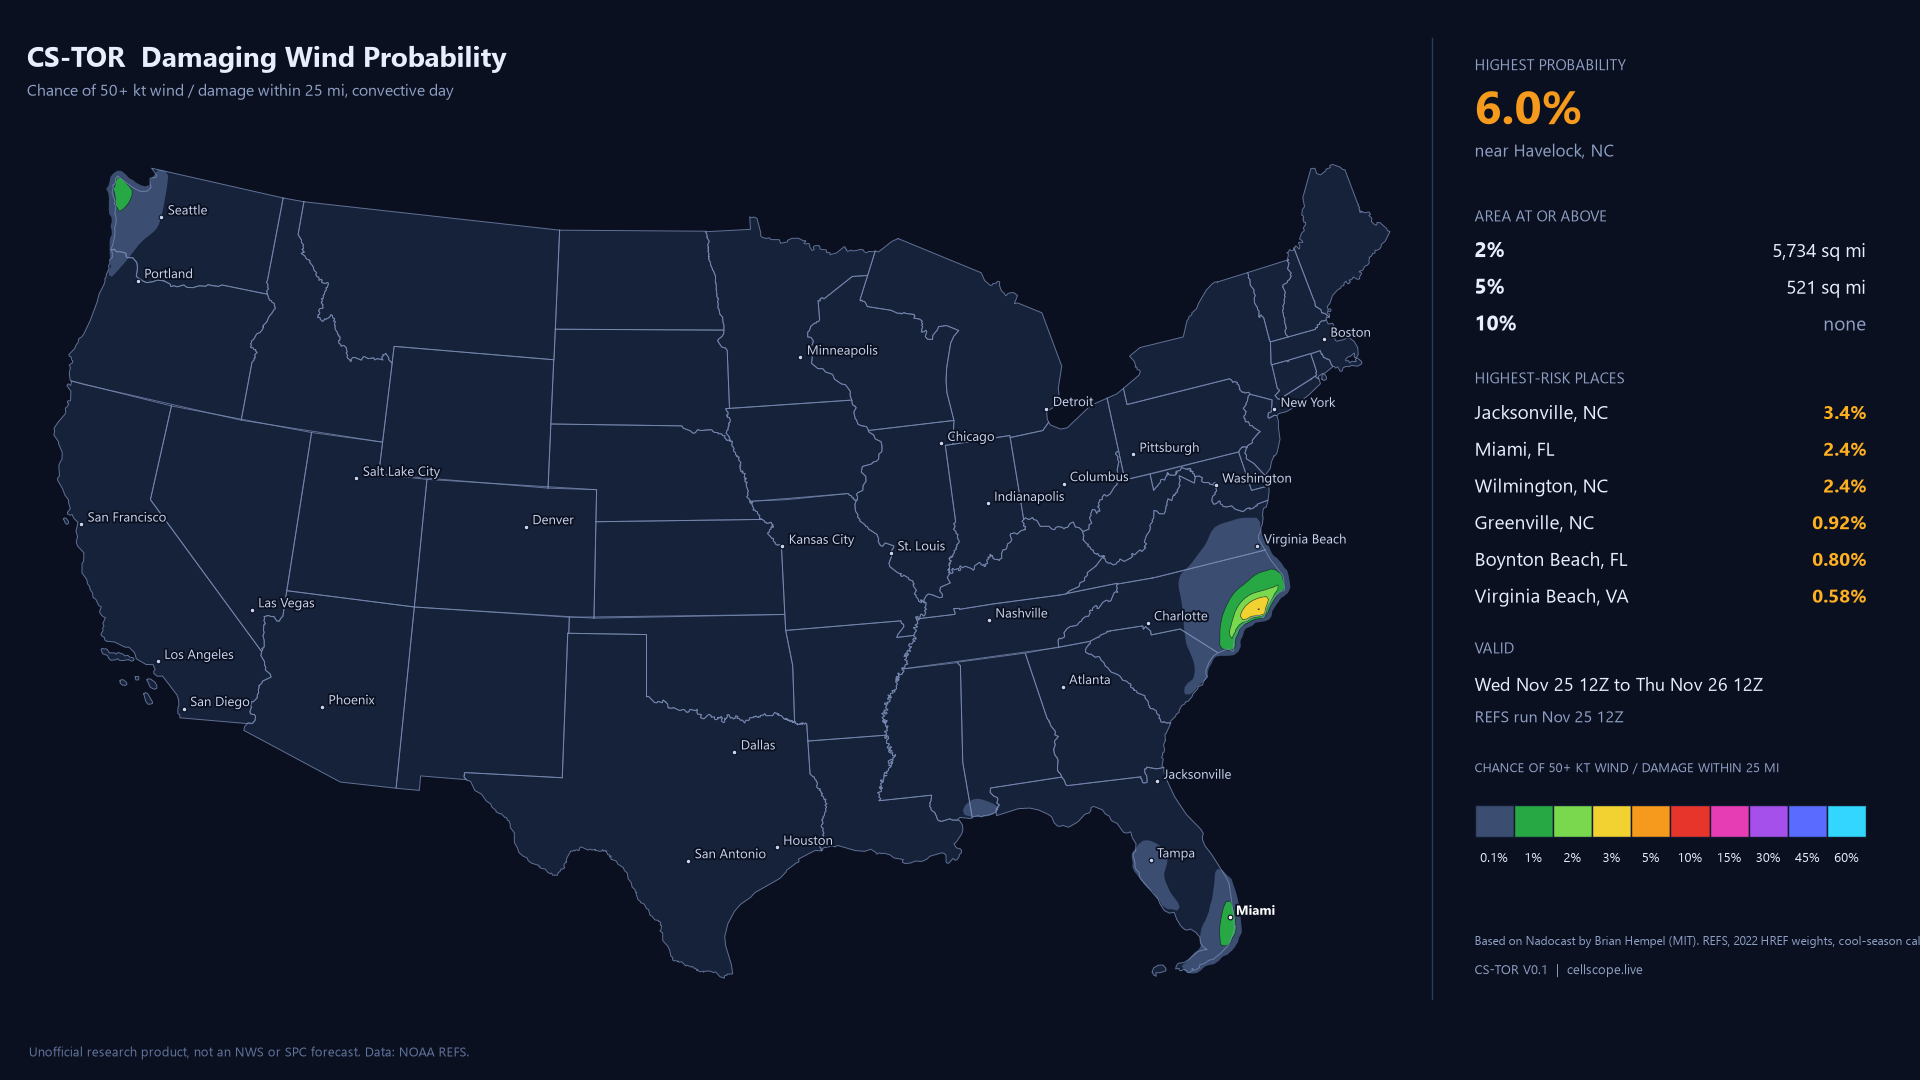 CS-TOR  Damaging Wind Probability
Chance of 50+ kt wind / damage within 25 mi, convective day
Seattle
Portland
Minneapolis
Boston
Detroit
New York
Chicago
Pittsburgh
Salt Lake City
Columbus
Washington
Indianapolis
San Francisco
Denver
Kansas City
St. Louis
Virginia Beach
Las Vegas
Nashville
Charlotte
Los Angeles
Atlanta
San Diego
Phoenix
Dallas
Jacksonville
Houston
San Antonio
Tampa
Miami
HIGHEST PROBABILITY
6.0%
near Havelock, NC
AREA AT OR ABOVE
2% 5,734 sq mi
5% 521 sq mi
10% none
HIGHEST-RISK PLACES
Jacksonville, NC 3.4%
Miami, FL 2.4%
Wilmington, NC 2.4%
Greenville, NC 0.92%
Boynton Beach, FL 0.80%
Virginia Beach, VA 0.58%
VALID
Wed Nov 25 12Z to Thu Nov 26 12Z
REFS run Nov 25 12Z
CHANCE OF 50+ KT WIND / DAMAGE WITHIN 25 MI
0.1% 1% 2% 3% 5% 10% 15% 30% 45% 60%
Based on Nadocast by Brian Hempel (MIT). REFS, 2022 HREF weights, cool-season cal
CS-TOR V0.1 | cellscope.live
Unofficial research product, not an NWS or SPC forecast. Data: NOAA REFS.